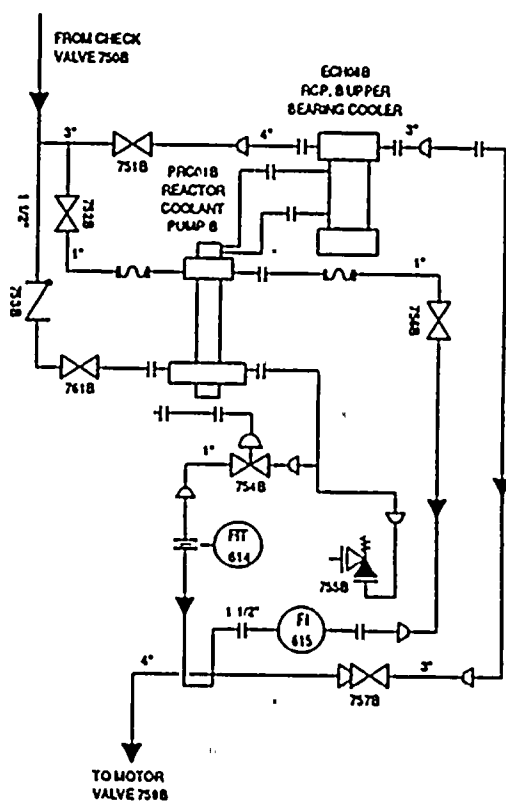 FROM CHECK
VALVE 750B
ECH04B
RCP, B UPPER
BEARING COOLER
3"
751B
4"
3"
PRC01B
REACTOR
COOLANT
PUMP B
752B
1 1/2"
1"
1"
753B
756B
761B
1"
754B
FIT
614
755B
1 1/2"
FI
615
4"
757B
3"
TO MOTOR
VALVE 759B